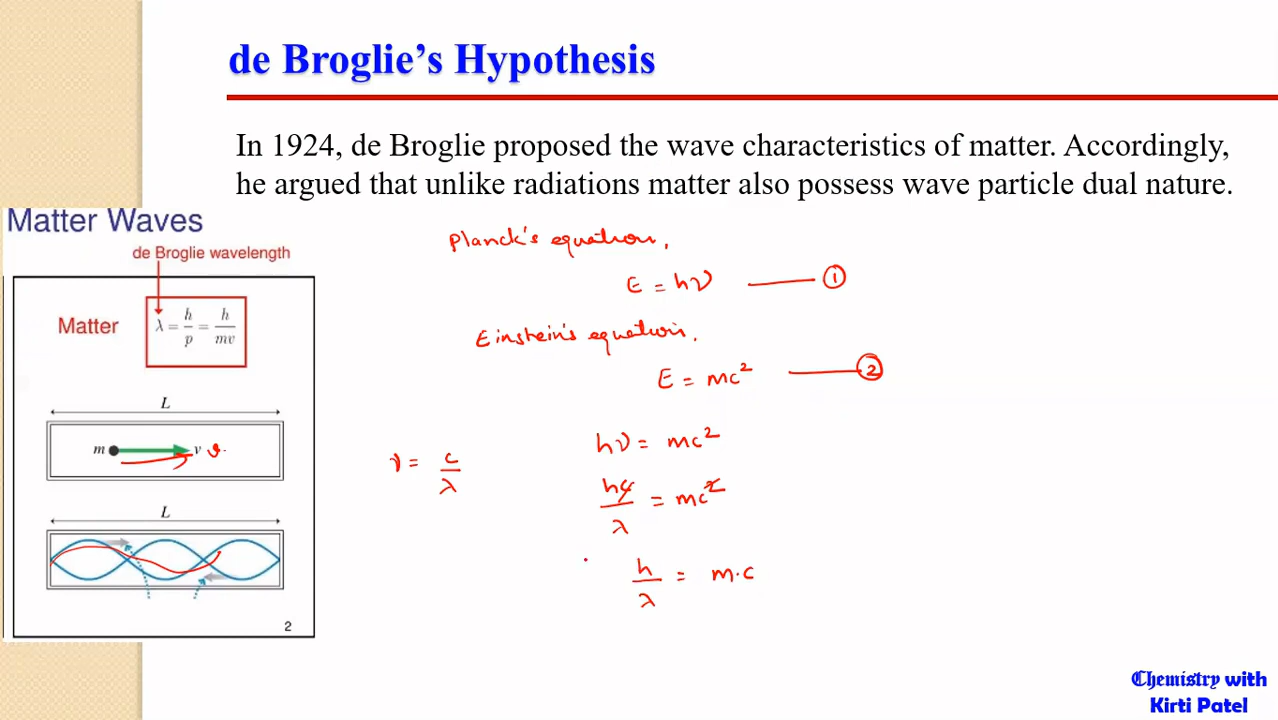 de Broglie's Hypothesis
In 1924, de Broglie proposed the wave characteristics of matter. Accordingly,
he argued that unlike radiations matter also possess wave particle dual nature.
Matter Waves
de Broglie wavelength
Matter
λ = h/p = h/mv
L
m v v
L
2
Planck's equation,
E = hν —— ①
Einstein's equation,
E = mc² —— ②
hν = mc²
ν = c/λ
hc/λ = mc²
h/λ = m·c
Chemistry with
Kirti Patel